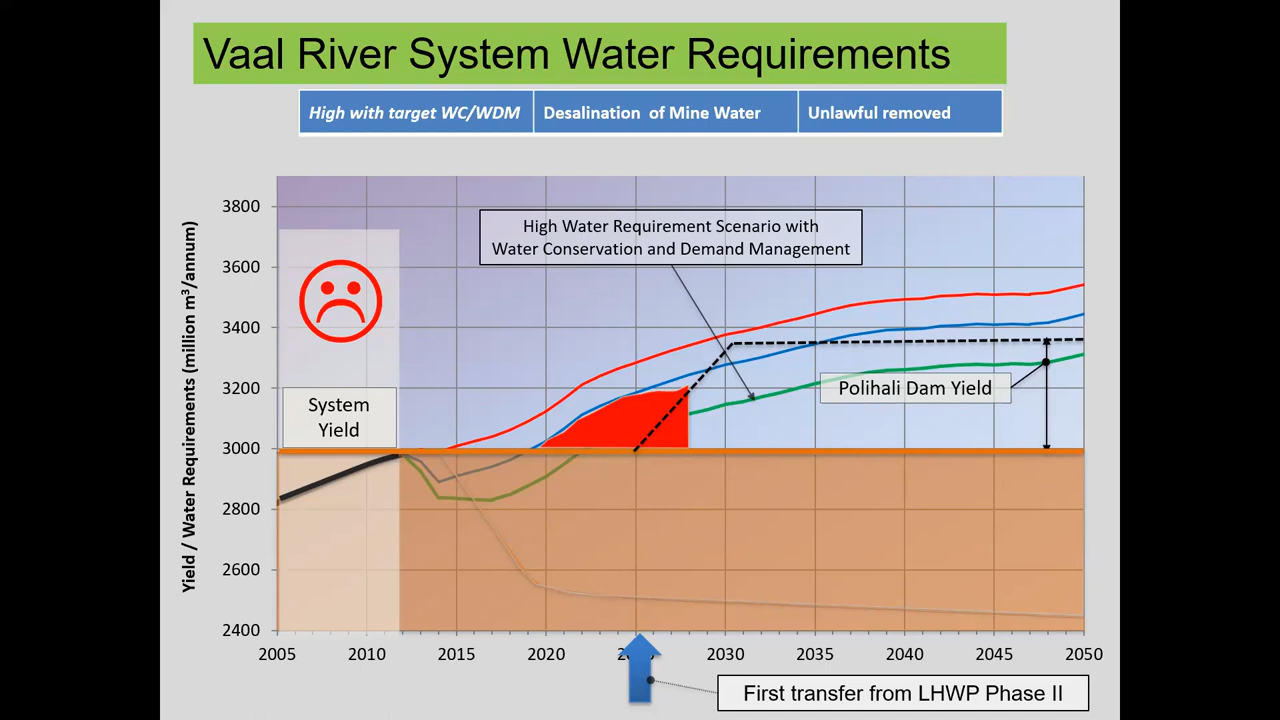 Vaal River System Water Requirements
High with target WC/WDM
Desalination of Mine Water
Unlawful removed
Yield / Water Requirements (million m³/annum)
3800
3600
3400
3200
3000
2800
2600
2400
High Water Requirement Scenario with
Water Conservation and Demand Management
System
Yield
Polihali Dam Yield
2005
2010
2015
2020
2030
2035
2040
2045
2050
First transfer from LHWP Phase II